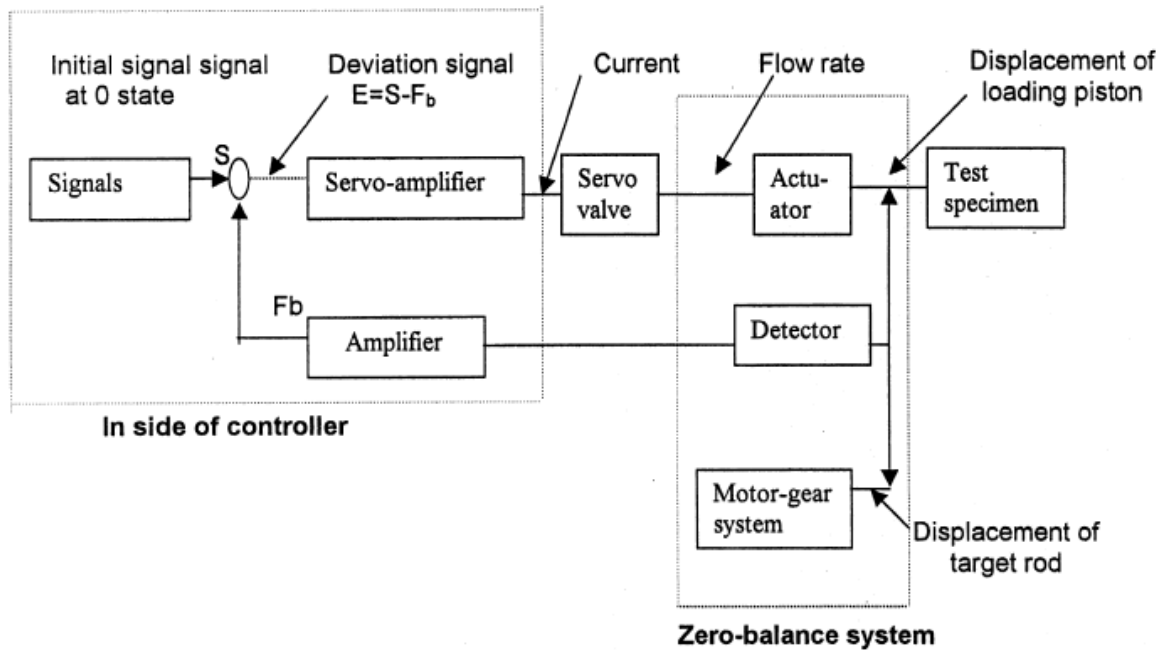 Initial signal signal
at 0 state
Deviation signal
E=S-Fb
Current
Flow rate
Displacement of
loading piston
S
Signals
Servo-amplifier
Servo
valve
Actu-
ator
Test
specimen
Fb
Amplifier
Detector
In side of controller
Motor-gear
system
Displacement of
target rod
Zero-balance system